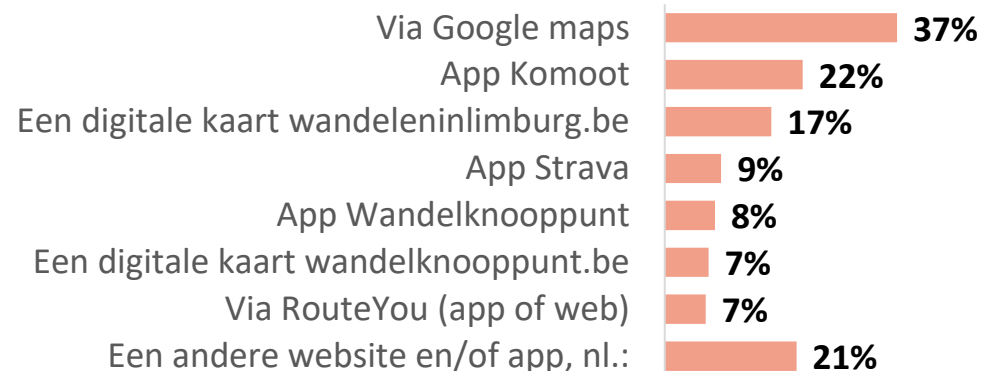 Via Google maps 37%
App Komoot 22%
Een digitale kaart wandeleninlimburg.be 17%
App Strava 9%
App Wandelknooppunt 8%
Een digitale kaart wandelknooppunt.be 7%
Via RouteYou (app of web) 7%
Een andere website en/of app, nl.: 21%